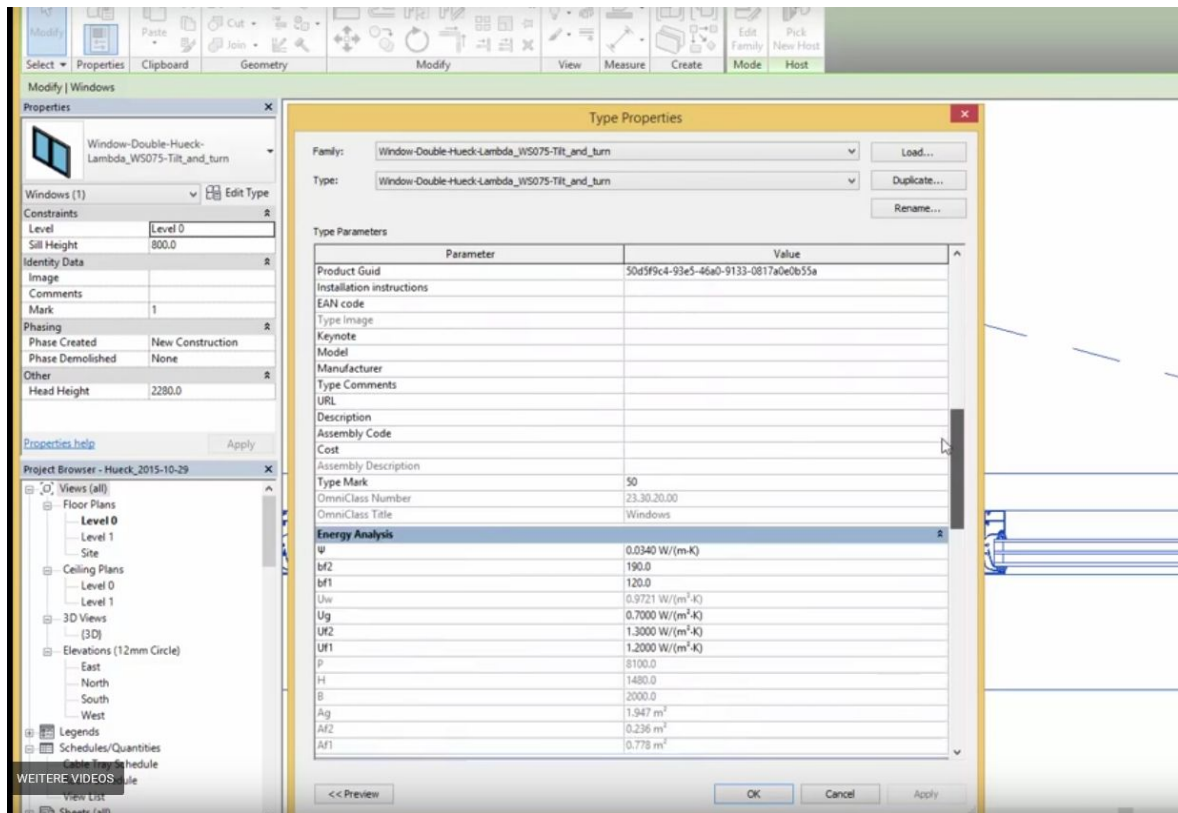 Modify
Paste
Cut
Join
Edit Family
Pick New Host
Select Properties Clipboard Geometry Modify View Measure Create Mode Host
Modify | Windows
Properties
Window-Double-Hueck-
Lambda_WS075-Tilt_and_turn
Windows (1) Edit Type
Constraints
Level Level 0
Sill Height 800.0
Identity Data
Image
Comments
Mark 1
Phasing
Phase Created New Construction
Phase Demolished None
Other
Head Height 2280.0
Properties help Apply
Project Browser - Hueck_2015-10-29
Views (all)
Floor Plans
Level 0
Level 1
Site
Ceiling Plans
Level 0
Level 1
3D Views
{3D}
Elevations (12mm Circle)
East
North
South
West
Legends
Schedules/Quantities
Cable Tray Schedule
WEITERE VIDEOS
View List
Sheets (all)
Type Properties
Family: Window-Double-Hueck-Lambda_WS075-Tilt_and_turn Load...
Type: Window-Double-Hueck-Lambda_WS075-Tilt_and_turn Duplicate...
Rename...
Type Parameters
Parameter Value
Product Guid 50d5f9c4-93e5-46a0-9133-0817a0e0b55a
Installation instructions
EAN code
Type Image
Keynote
Model
Manufacturer
Type Comments
URL
Description
Assembly Code
Cost
Assembly Description
Type Mark 50
OmniClass Number 23.30.20.00
OmniClass Title Windows
Energy Analysis
Ψ 0.0340 W/(m·K)
bf2 190.0
bf1 120.0
Uw 0.9721 W/(m²·K)
Ug 0.7000 W/(m²·K)
Uf2 1.3000 W/(m²·K)
Uf1 1.2000 W/(m²·K)
P 8100.0
H 1480.0
B 2000.0
Ag 1.947 m²
Af2 0.236 m²
Af1 0.778 m²
<< Preview OK Cancel Apply